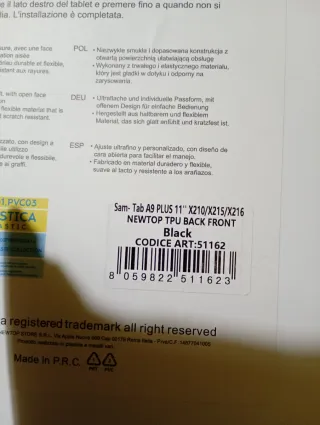 e il lato destro del tablet e premere fino a quando non si
lia. L'installazione è completata.
POL • Niezwykle smukła i dopasowana konstrukcja z
otwartą powierzchnią ułatwiającą obsługę
• Wykonany z trwałego i elastycznego materiału,
który jest gładki w dotyku i odporny na
zarysowania.
DEU • Ultraflache und individuelle Passform, mit
offenem Design für einfache Bedienung
• Hergestellt aus haltbarem und flexiblem
Material, das sich glatt anfühlt und kratzfest ist.
ESP • Ajuste ultrafino y personalizado, con diseño de
cara abierta para facilitar el manejo.
• Fabricado en material duradero y flexible,
suave al tacto y resistente a los arañazos.
,PVC03
STICA
ASTIC
Sam- Tab A9 PLUS 11'' X210/X215/X216
NEWTOP TPU BACK FRONT
Black
CODICE ART:51162
8 059822 511623
a registered trademark all right reserved
Made in P.R.C.